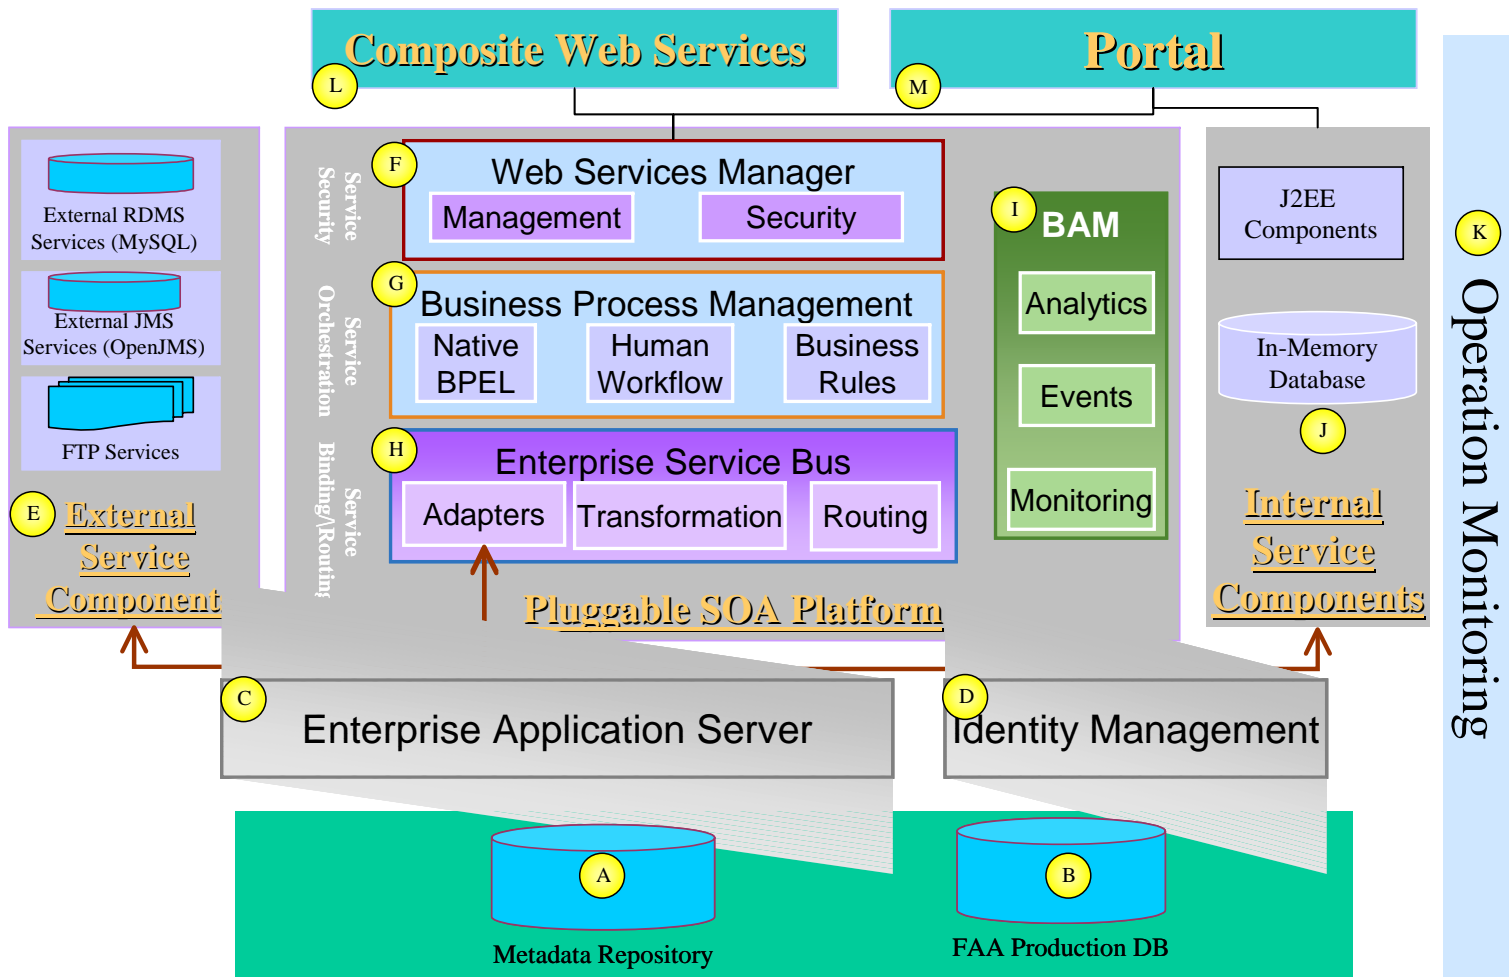 Composite Web Services
L
Portal
M
External RDMS
Services (MySQL)
External JMS
Services (OpenJMS)
FTP Services
E
External
Service
Component
Service
Security
F
Web Services Manager
Management
Security
Service
Orchestration
G
Business Process Management
Native
BPEL
Human
Workflow
Business
Rules
Service
Binding/\Routing
H
Enterprise Service Bus
Adapters
Transformation
Routing
Pluggable SOA Platform
I
BAM
Analytics
Events
Monitoring
J2EE
Components
In-Memory
Database
J
Internal
Service
Components
K
Operation Monitoring
C
Enterprise Application Server
D
Identity Management
A
Metadata Repository
B
FAA Production DB